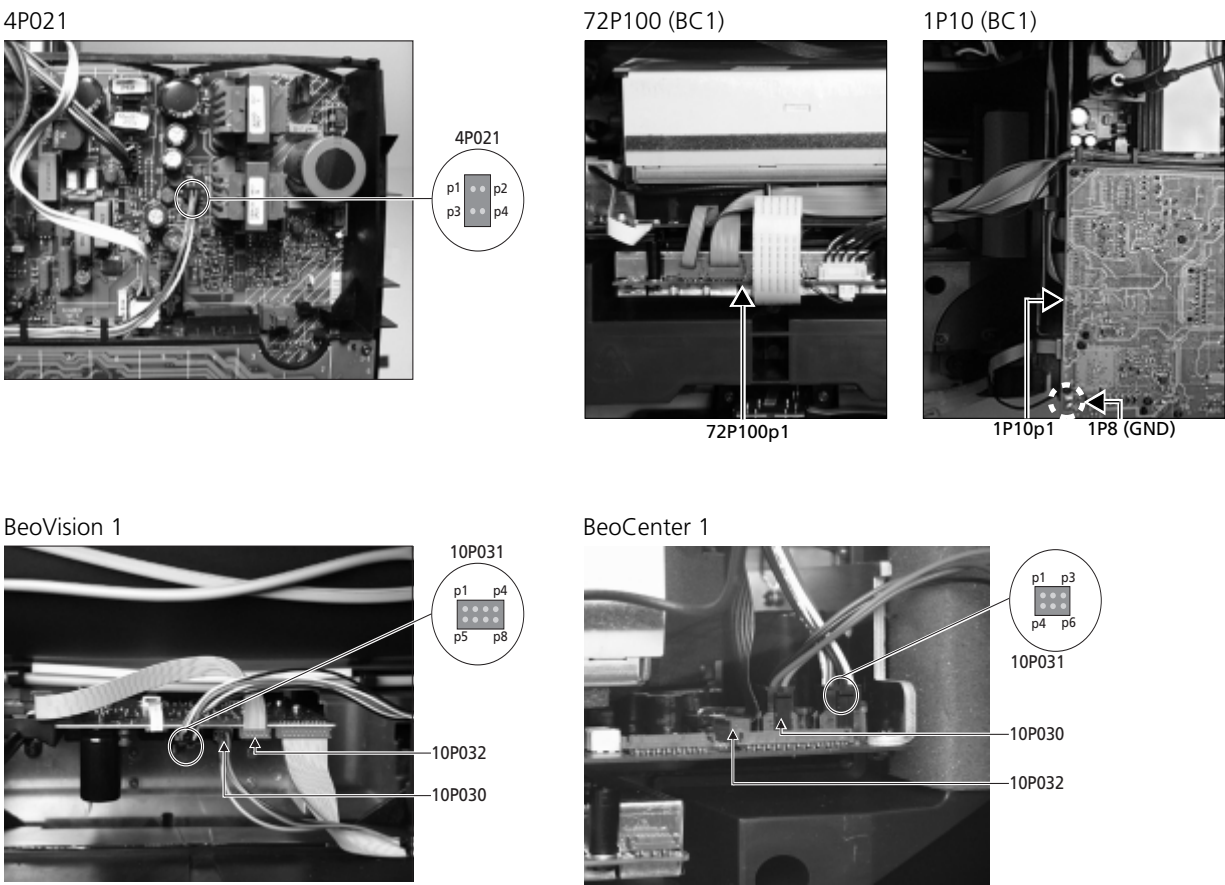 4P021
72P100 (BC1)
1P10 (BC1)
4P021
p1 p2
p3 p4
72P100p1
1P10p1
1P8 (GND)
BeoVision 1
BeoCenter 1
10P031
p1 p4
p5 p8
10P032
10P030
p1 p3
p4 p6
10P031
10P030
10P032